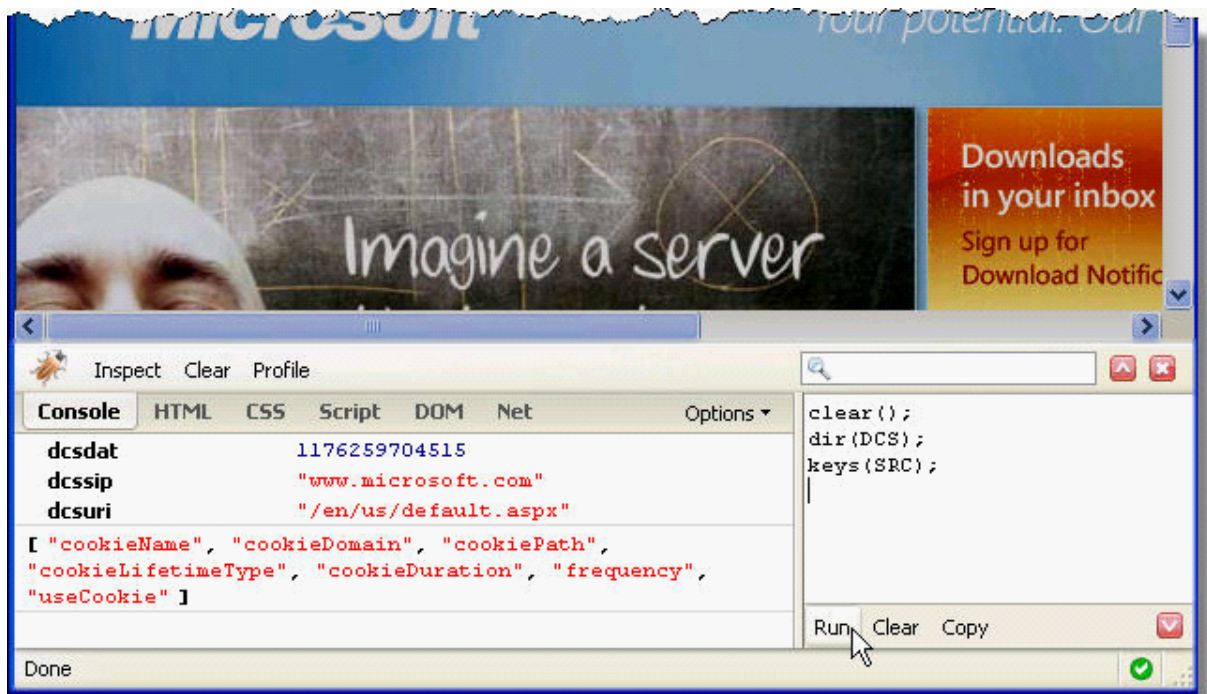 Microsoft
Your potential. Our
Imagine a server
Downloads
in your inbox
Sign up for
Download Notific
Inspect Clear Profile
Console HTML CSS Script DOM Net Options
dcsdat 1176259704515
dcssip "www.microsoft.com"
dcsuri "/en/us/default.aspx"
[ "cookieName", "cookieDomain", "cookiePath",
"cookieLifetimeType", "cookieDuration", "frequency",
"useCookie" ]
clear();
dir(DCS);
keys(SRC);
Run Clear Copy
Done